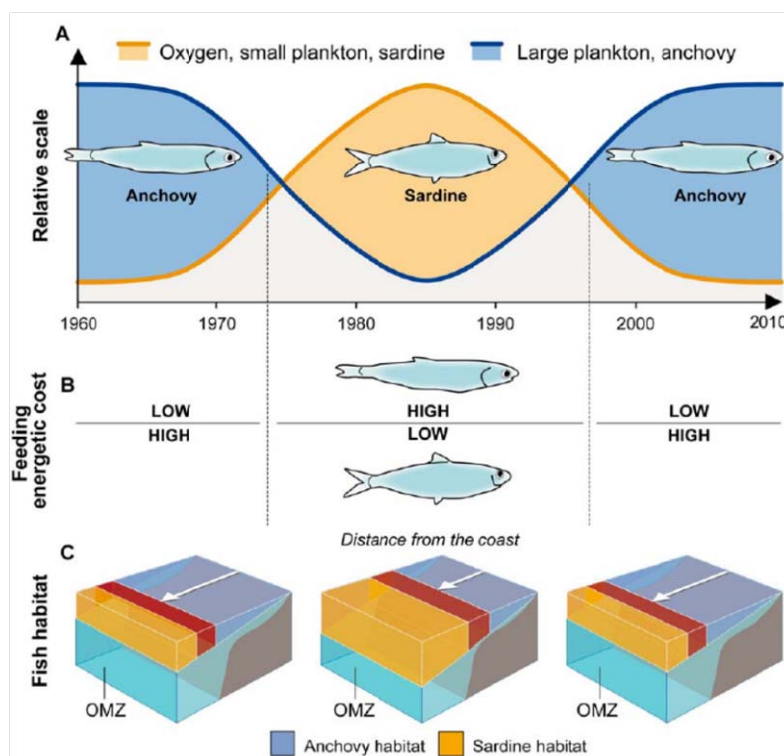 A
Oxygen, small plankton, sardine
Large plankton, anchovy
Relative scale
Anchovy
Sardine
Anchovy
1960 1970 1980 1990 2000 2010
B
Feeding
energetic cost
LOW HIGH LOW
HIGH LOW HIGH
C
Distance from the coast
Fish habitat
OMZ OMZ OMZ
Anchovy habitat Sardine habitat